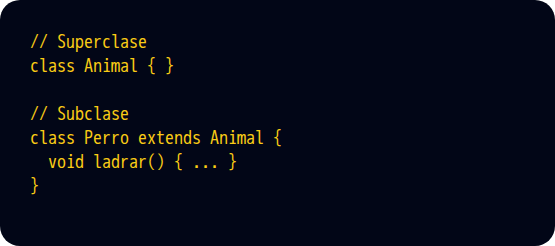 // Superclase
class Animal { }

// Subclase
class Perro extends Animal {
  void ladrar() { ... }
}